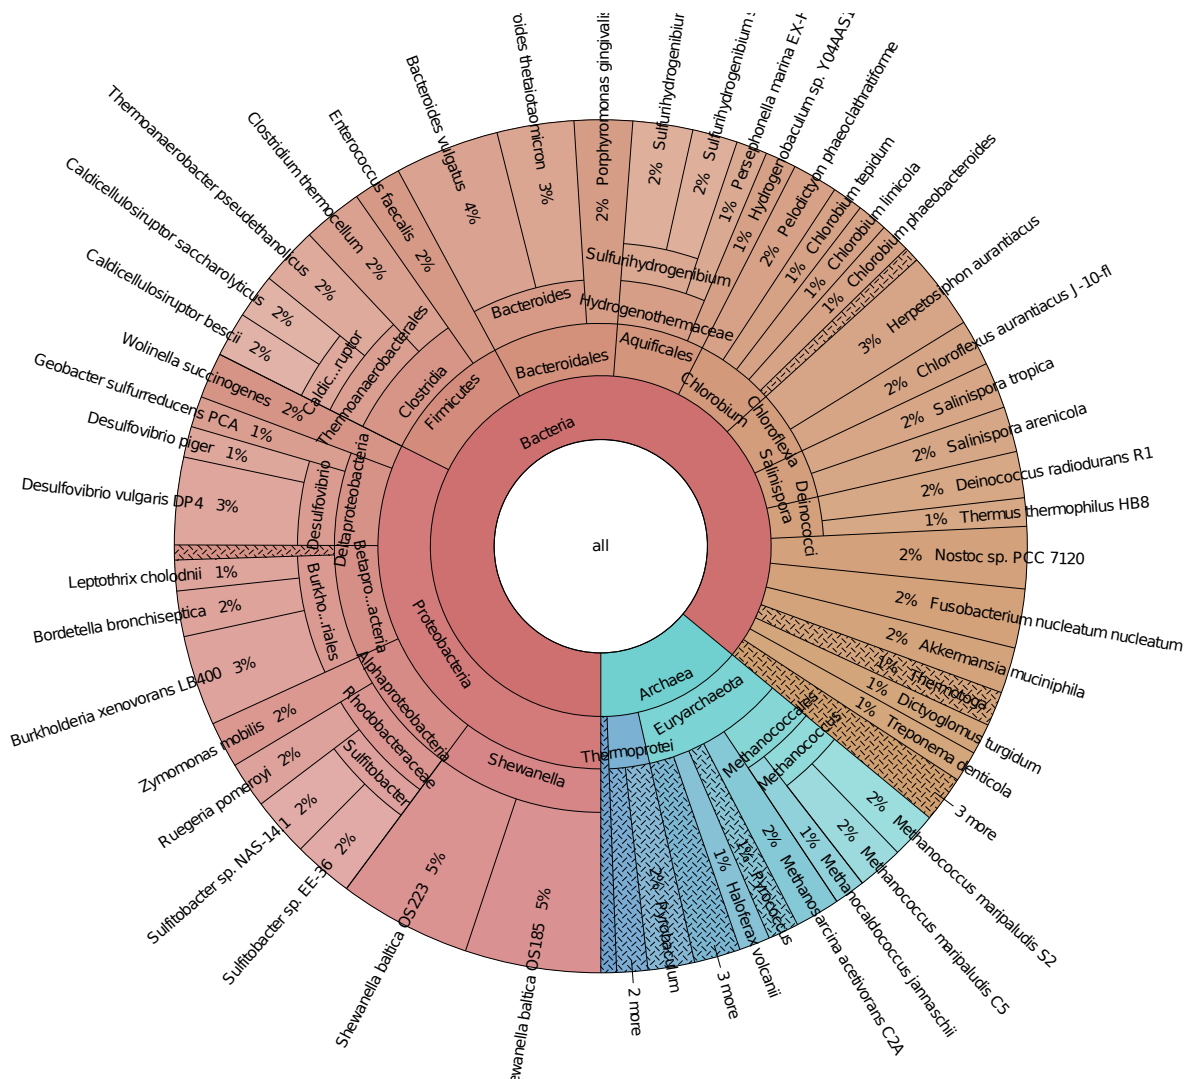 all
Bacteria
Archaea
Proteobacteria
Firmicutes
Clostridia
Thermoanaerobacterales
Caldic...ruptor
Bacteroidales
Bacteroides
Aquificales
Hydrogenothermaceae
Sulfurihydrogenibium
Chlorobium
Chloroflexia
Salinispora
Deinococci
Euryarchaeota
Methanococcales
Methanococcus
Thermoprotei
Shewanella
Alphaproteobacteria
Rhodobacteraceae
Sulfitobacter
Betapro...acteria
Burkho...riales
Deltaproteobacteria
Desulfovibrio
2% Porphyromonas gingivali
2% Sulfurihydrogenibiur
2% Sulfurihydrogenibium
1% Persephonella marina EX-H
1% Hydrogenobaculum sp. Y04AAS1
2% Pelodictyon phaeoclathratiforme
1% Chlorobium tepidum
1% Chlorobium limicola
1% Chlorobium phaeobacteroides
3% Herpetosiphon aurantiacus
2% Chloroflexus aurantiacus J-10-fl
2% Salinispora tropica
2% Salinispora arenicola
2% Deinococcus radiodurans R1
1% Thermus thermophilus HB8
2% Nostoc sp. PCC 7120
2% Fusobacterium nucleatum nucleatum
2% Akkermansia muciniphila
1% Thermotoga
1% Dictyoglomus turgidum
1% Treponema denticola
3 more
2% Methanococcus maripaludis S2
2% Methanococcus maripaludis C5
1% Methanocaldococcus jannaschii
2% Methanosarcina acetivorans C2A
1% Pyrococcus
1% Haloferax volcanii
3 more
2% Pyrobaculum
2 more
ewanella baltica OS185 5%
Shewanella baltica OS223 5%
Sulfitobacter sp. EE-36 2%
Sulfitobacter sp. NAS-14.1 2%
Ruegeria pomeroyi 2%
Zymomonas mobilis 2%
Burkholderia xenovorans LB400 3%
Bordetella bronchiseptica 2%
Leptothrix cholodnii 1%
Desulfovibrio vulgaris DP4 3%
Desulfovibrio piger 1%
Geobacter sulfurreducens PCA 1%
Wolinella succinogenes 2%
Caldicellulosiruptor bescii 2%
Caldicellulosiruptor saccharolyticus 2%
Thermoanaerobacter pseudethanolicus 2%
Clostridium thermocellum 2%
Enterococcus faecalis 2%
Bacteroides vulgatus 4%
oides thetaiotaomicron 3%